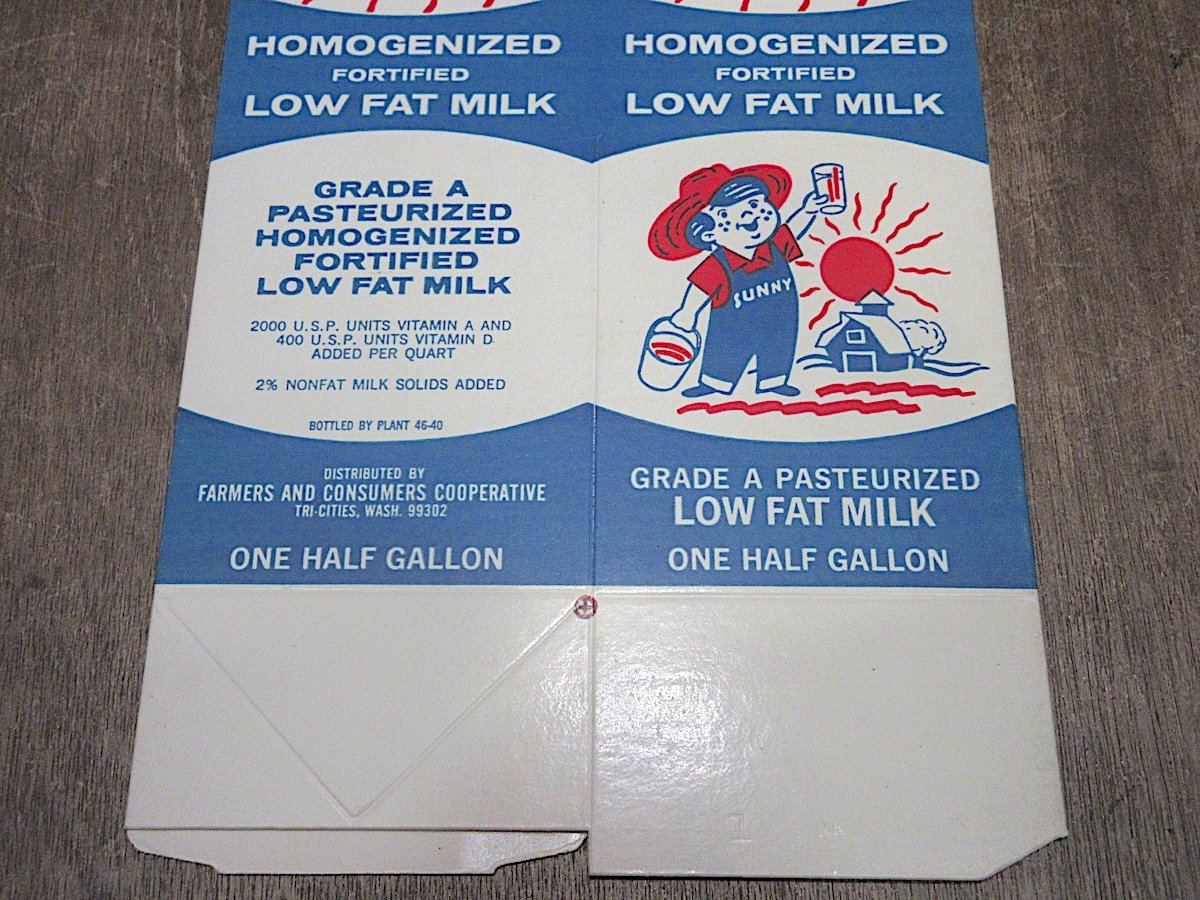 HOMOGENIZED
FORTIFIED
LOW FAT MILK
GRADE A
PASTEURIZED
HOMOGENIZED
FORTIFIED
LOW FAT MILK
2000 U.S.P. UNITS VITAMIN A AND
400 U.S.P. UNITS VITAMIN D
ADDED PER QUART
2% NONFAT MILK SOLIDS ADDED
BOTTLED BY PLANT 46-40
DISTRIBUTED BY
FARMERS AND CONSUMERS COOPERATIVE
TRI-CITIES, WASH. 99302
ONE HALF GALLON
HOMOGENIZED
FORTIFIED
LOW FAT MILK
SUNNY
GRADE A PASTEURIZED
LOW FAT MILK
ONE HALF GALLON
1